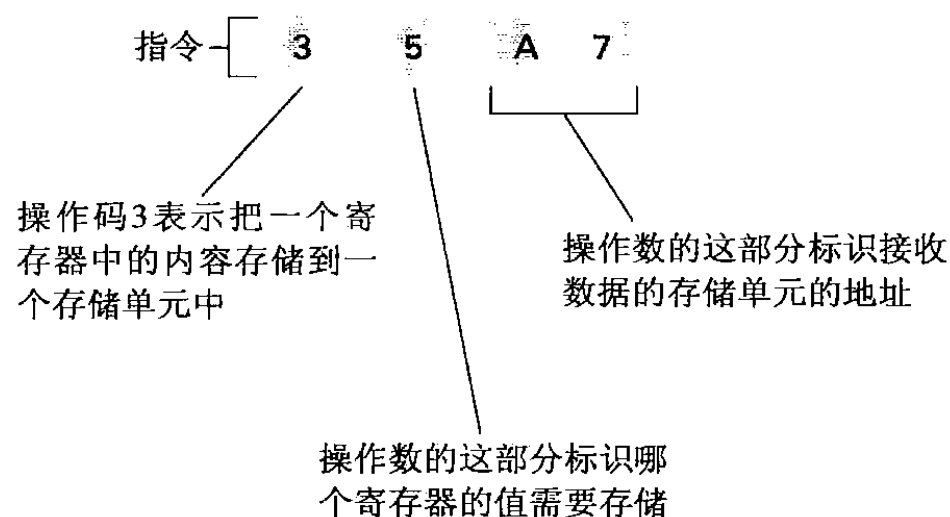 指令 3 5 A 7
操作码3表示把一个寄
存器中的内容存储到一
个存储单元中
操作数的这部分标识接收
数据的存储单元的地址
操作数的这部分标识哪
个寄存器的值需要存储